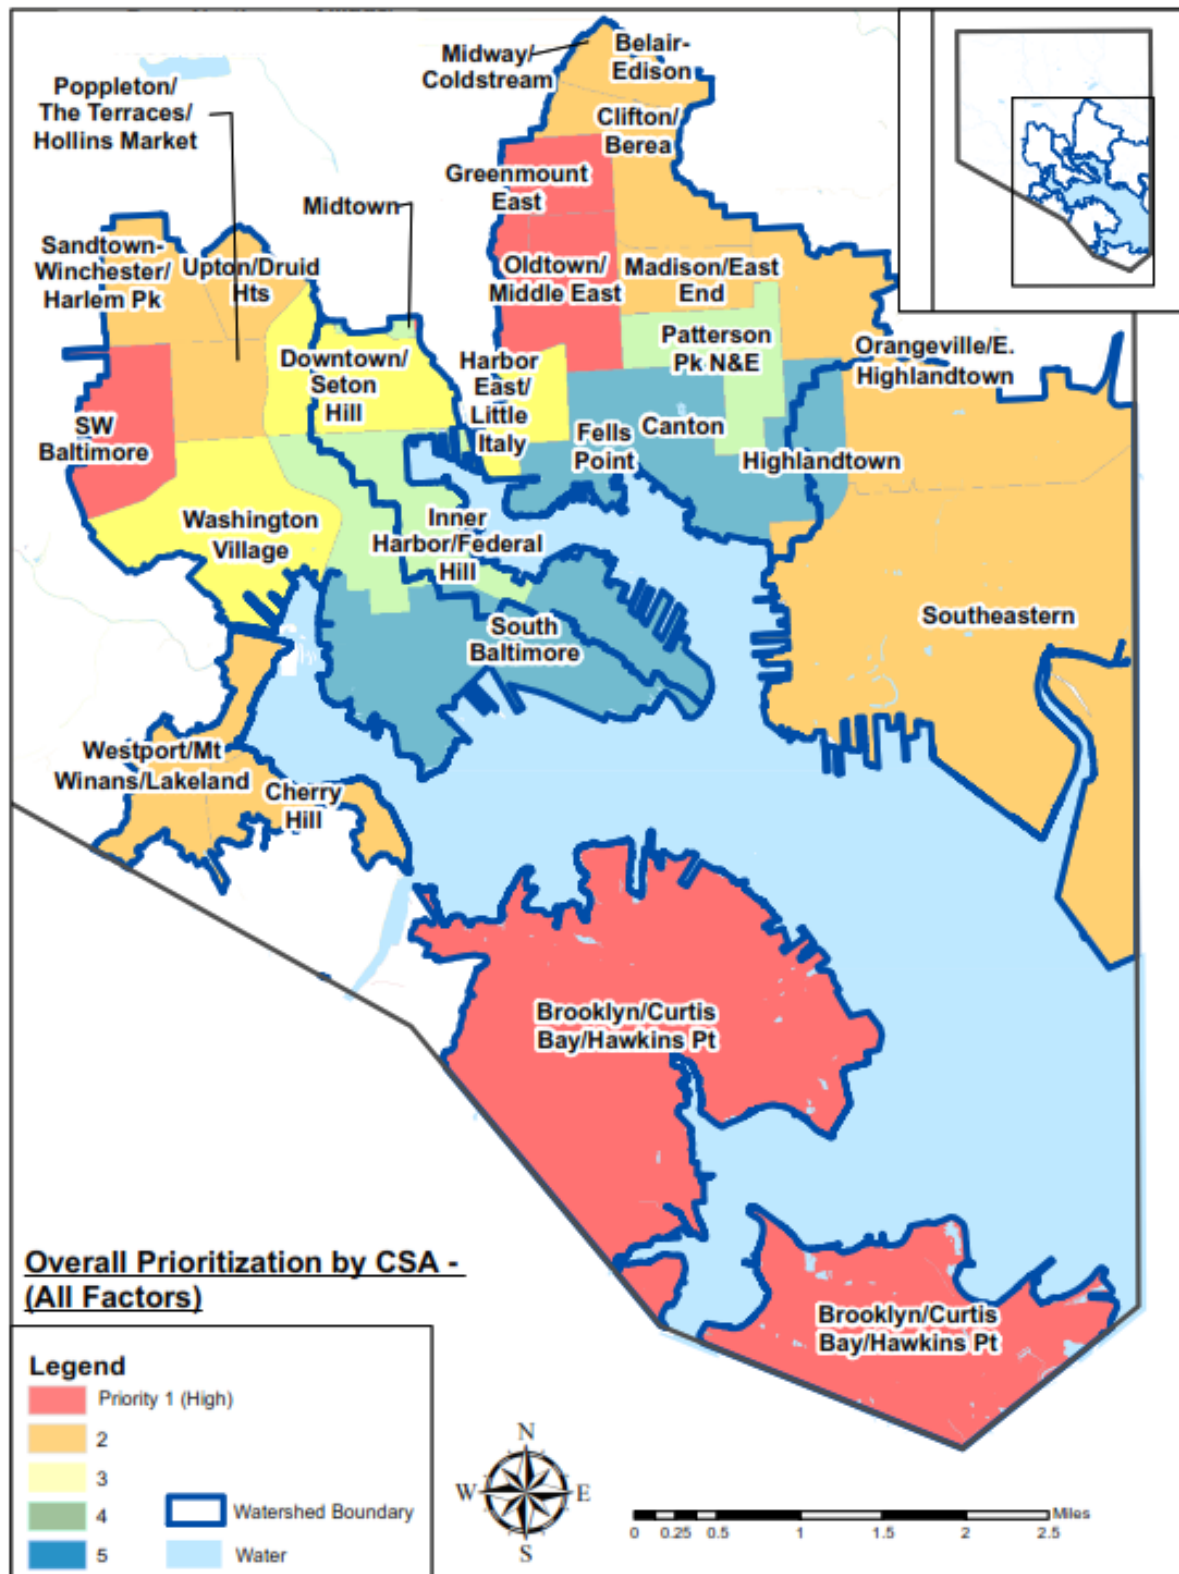 Midway/
Coldstream
Belair-
Edison
Poppleton/
The Terraces/
Hollins Market
Clifton/
Berea
Greenmount
East
Midtown
Sandtown-
Winchester/
Harlem Pk
Upton/Druid
Hts
Oldtown/
Middle East
Madison/East
End
Patterson
Pk N&E
Orangeville/E.
Highlandtown
Downtown/
Seton
Hill
Harbor
East/
Little
Italy
SW
Baltimore
Fells
Point
Canton
Highlandtown
Washington
Village
Inner
Harbor/Federal
Hill
South
Baltimore
Southeastern
Westport/Mt
Winans/Lakeland
Cherry
Hill
Brooklyn/Curtis
Bay/Hawkins Pt
Brooklyn/Curtis
Bay/Hawkins Pt
Overall Prioritization by CSA -
(All Factors)
Legend
Priority 1 (High)
2
3
4
5
Watershed Boundary
Water
N
W E
S
Miles
0 0.25 0.5 1 1.5 2 2.5